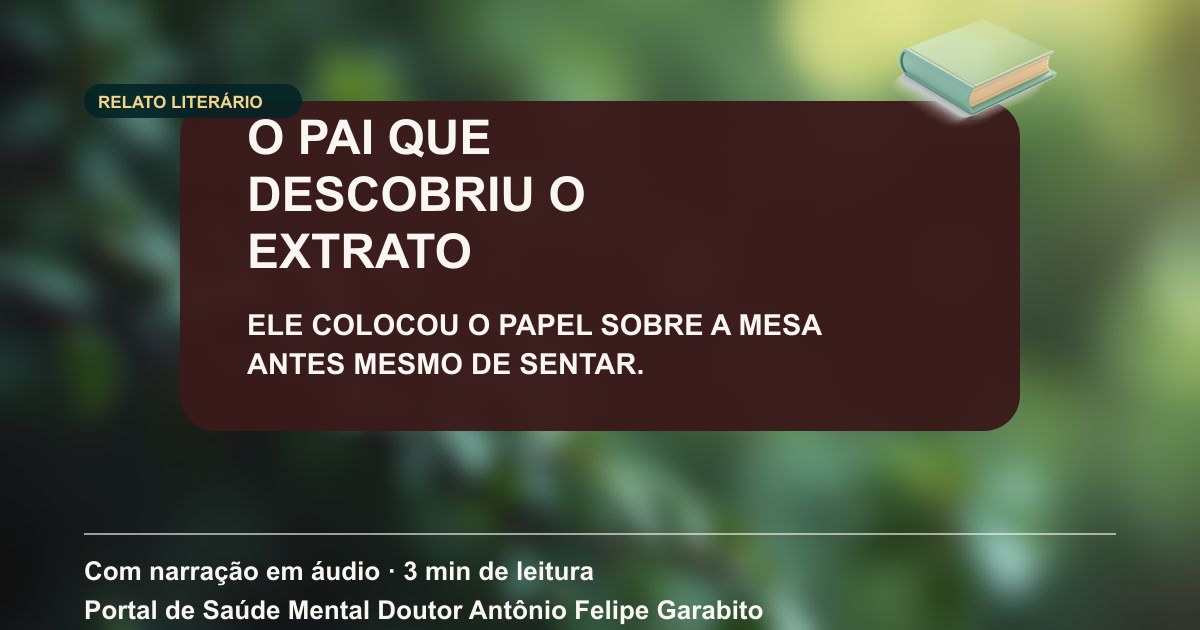 RELATO LITERÁRIO
O PAI QUE
DESCOBRIU O
EXTRATO
ELE COLOCOU O PAPEL SOBRE A MESA
ANTES MESMO DE SENTAR.
Com narração em áudio · 3 min de leitura
Portal de Saúde Mental Doutor Antônio Felipe Garabito